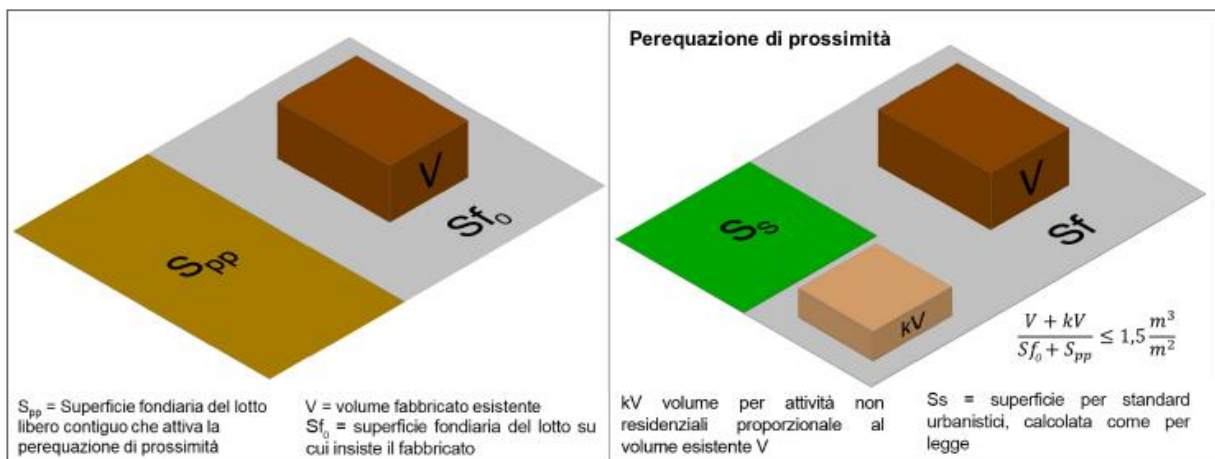 V
Sf₀
Spp
Spp = Superficie fondiaria del lotto
libero contiguo che attiva la
perequazione di prossimità
V = volume fabbricato esistente
Sf₀ = superficie fondiaria del lotto su
cui insiste il fabbricato
Perequazione di prossimità
V
Ss
Sf
kV
(V + kV) / (Sf₀ + Spp) ≤ 1,5 m³/m²
kV volume per attività non
residenziali proporzionale al
volume esistente V
Ss = superficie per standard
urbanistici, calcolata come per
legge